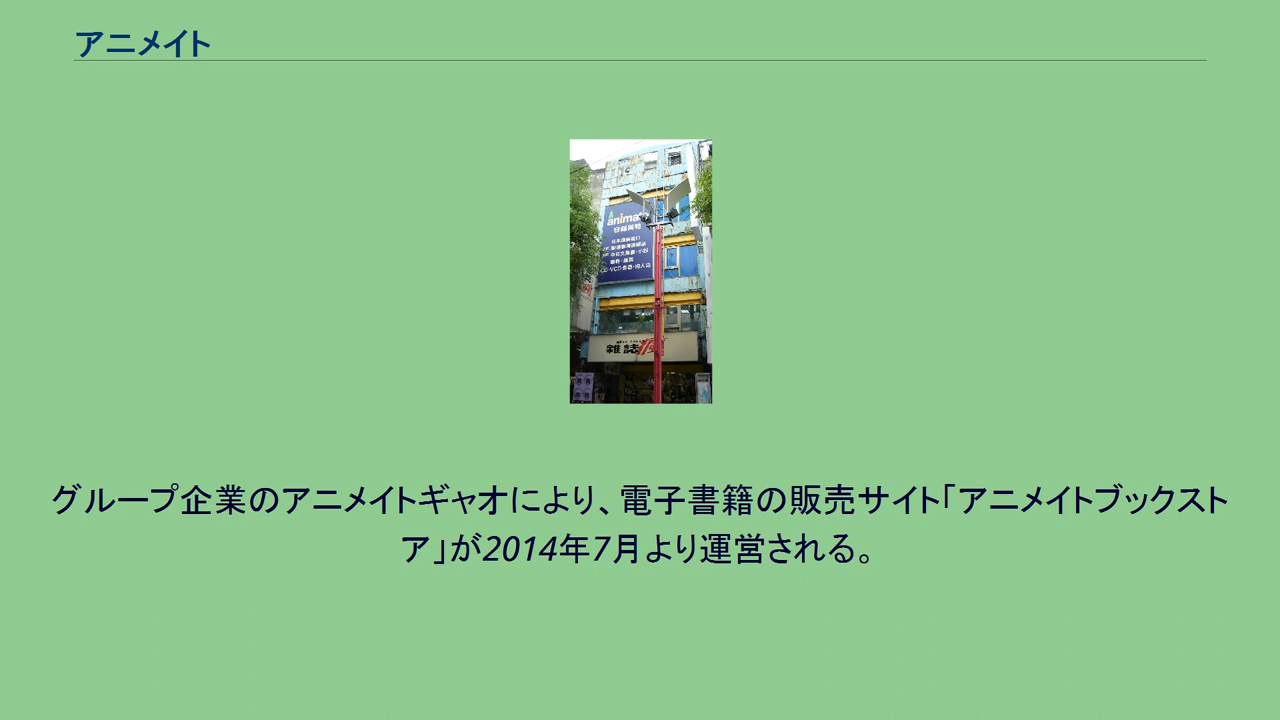 アニメイト
animate
雑誌
グループ企業のアニメイトギャオにより、電子書籍の販売サイト「アニメイトブックスト
ア」が2014年7月より運営される。